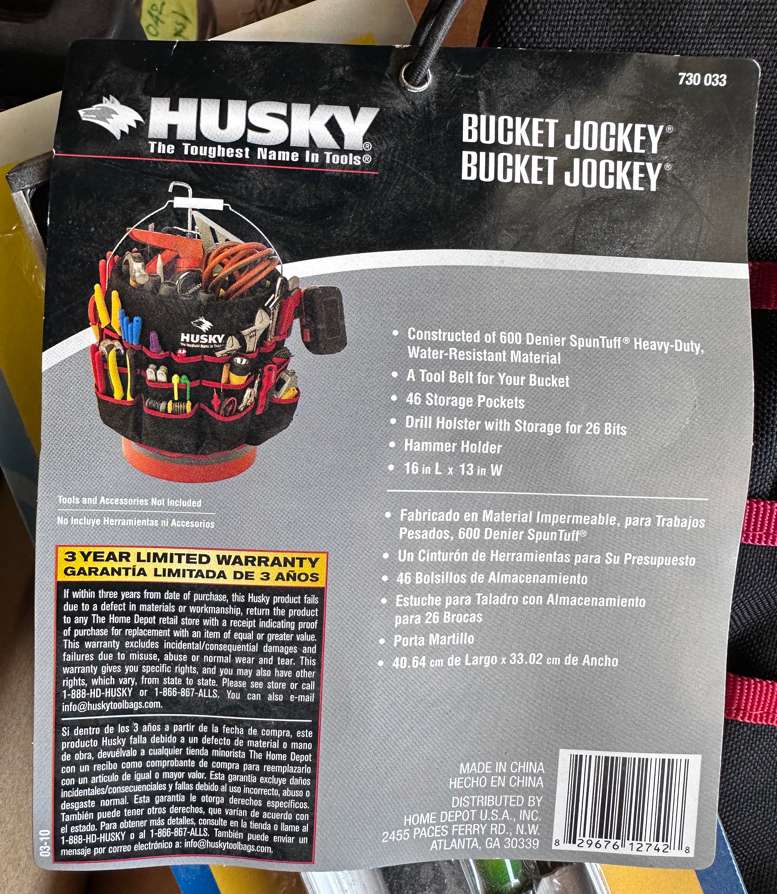 730 033
HUSKY®
The Toughest Name In Tools®
BUCKET JOCKEY®
BUCKET JOCKEY®
HUSKY
• Constructed of 600 Denier SpunTuff® Heavy-Duty,
Water-Resistant Material
• A Tool Belt for Your Bucket
• 46 Storage Pockets
• Drill Holster with Storage for 26 Bits
• Hammer Holder
• 16 in L x 13 in W
Tools and Accessories Not Included
No Incluye Herramientas ni Accesorios
• Fabricado en Material Impermeable, para Trabajos
Pesados, 600 Denier SpunTuff®
• Un Cinturón de Herramientas para Su Presupuesto
• 46 Bolsillos de Almacenamiento
• Estuche para Taladro con Almacenamiento
para 26 Brocas
• Porta Martillo
• 40.64 cm de Largo x 33.02 cm de Ancho
3 YEAR LIMITED WARRANTY
GARANTÍA LIMITADA DE 3 AÑOS
If within three years from date of purchase, this Husky product fails
due to a defect in materials or workmanship, return the product
to any The Home Depot retail store with a receipt indicating proof
of purchase for replacement with an item of equal or greater value.
This warranty excludes incidental/consequential damages and
failures due to misuse, abuse or normal wear and tear. This
warranty gives you specific rights, and you may also have other
rights, which vary, from state to state. Please see store or call
1-888-HD-HUSKY or 1-866-867-ALLS. You can also e-mail
info@huskytoolbags.com.
Si dentro de los 3 años a partir de la fecha de compra, este
producto Husky falla debido a un defecto de material o mano
de obra, devuélvalo a cualquier tienda minorista The Home Depot
con un recibo como comprobante de compra para reemplazarlo
con un artículo de igual o mayor valor. Esta garantía excluye daños
incidentales/consecuenciales y fallas debido al uso incorrecto, abuso o
desgaste normal. Esta garantía le otorga derechos específicos.
También puede tener otros derechos, que varían de acuerdo con
el estado. Para obtener más detalles, consulte en la tienda o llame al
1-888-HD-HUSKY o al 1-866-867-ALLS. También puede enviar un
mensaje por correo electrónico a: info@huskytoolbags.com.
03-10
MADE IN CHINA
HECHO EN CHINA
DISTRIBUTED BY
HOME DEPOT U.S.A., INC.
2455 PACES FERRY RD., N.W.
ATLANTA, GA 30339
8 29676 12742 8